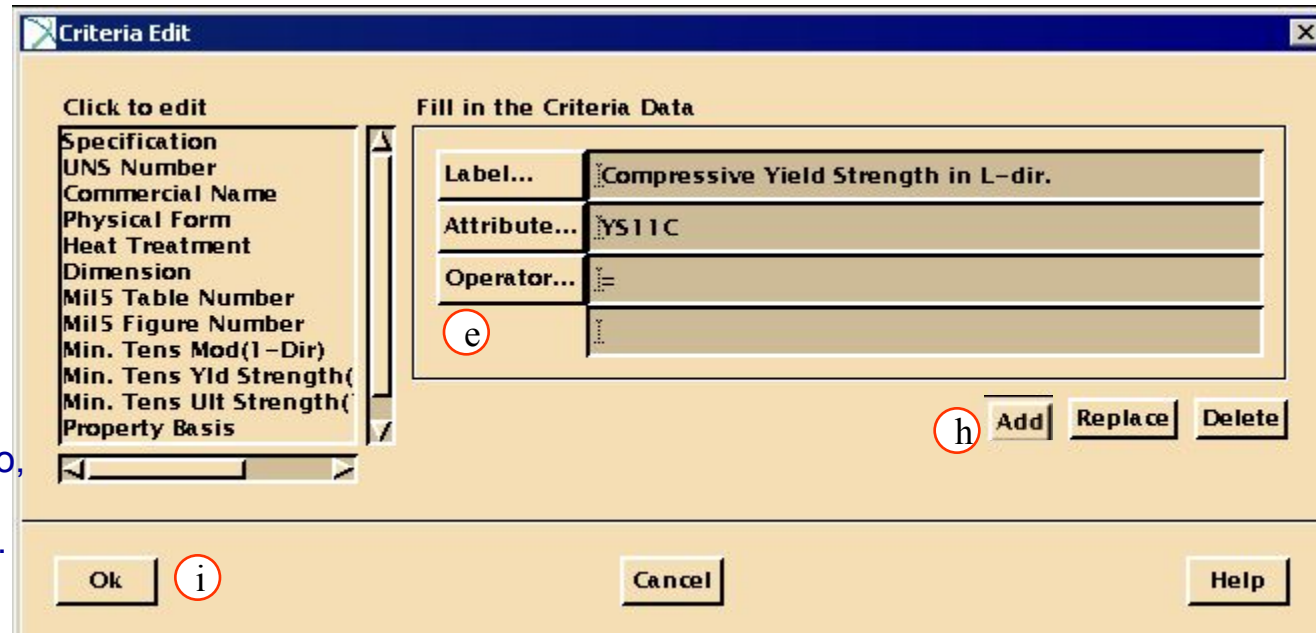 Criteria Edit
Click to edit
Specification
UNS Number
Commercial Name
Physical Form
Heat Treatment
Dimension
Mil5 Table Number
Mil5 Figure Number
Min. Tens Mod(1-Dir)
Min. Tens Yld Strength(
Min. Tens Ult Strength(
Property Basis
Fill in the Criteria Data
Label... Compressive Yield Strength in L-dir.
Attribute... YS11C
Operator... =
e
h Add Replace Delete
o,
.
Ok i Cancel Help